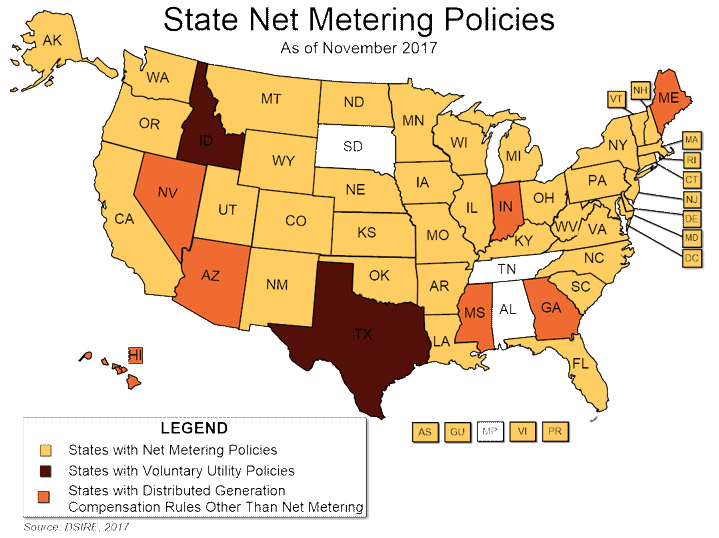 State Net Metering Policies
As of November 2017
AK
WA
MT
ND
MN
NH
VT
ME
OR
ID
SD
WI
MI
NY
MA
RI
WY
CT
NV
NE
IA
PA
NJ
CA
UT
CO
IL
IN
OH
DE
KS
MO
KY
WV
VA
MD
DC
AZ
NM
OK
AR
TN
NC
SC
TX
MS
AL
GA
LA
HI
FL
AS
GU
MP
VI
PR
LEGEND
States with Net Metering Policies
States with Voluntary Utility Policies
States with Distributed Generation
Compensation Rules Other Than Net Metering
Source: DSIRE, 2017